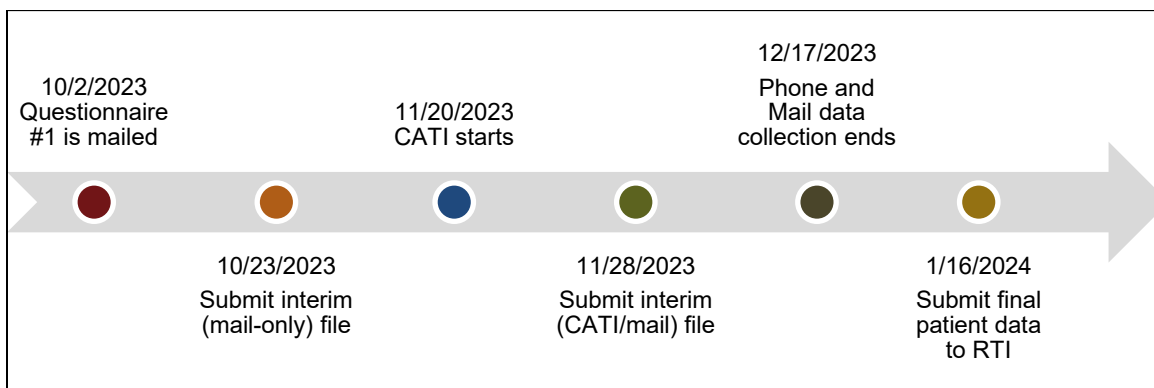 10/2/2023
Questionnaire
#1 is mailed
10/23/2023
Submit interim
(mail-only) file
11/20/2023
CATI starts
11/28/2023
Submit interim
(CATI/mail) file
12/17/2023
Phone and
Mail data
collection ends
1/16/2024
Submit final
patient data
to RTI